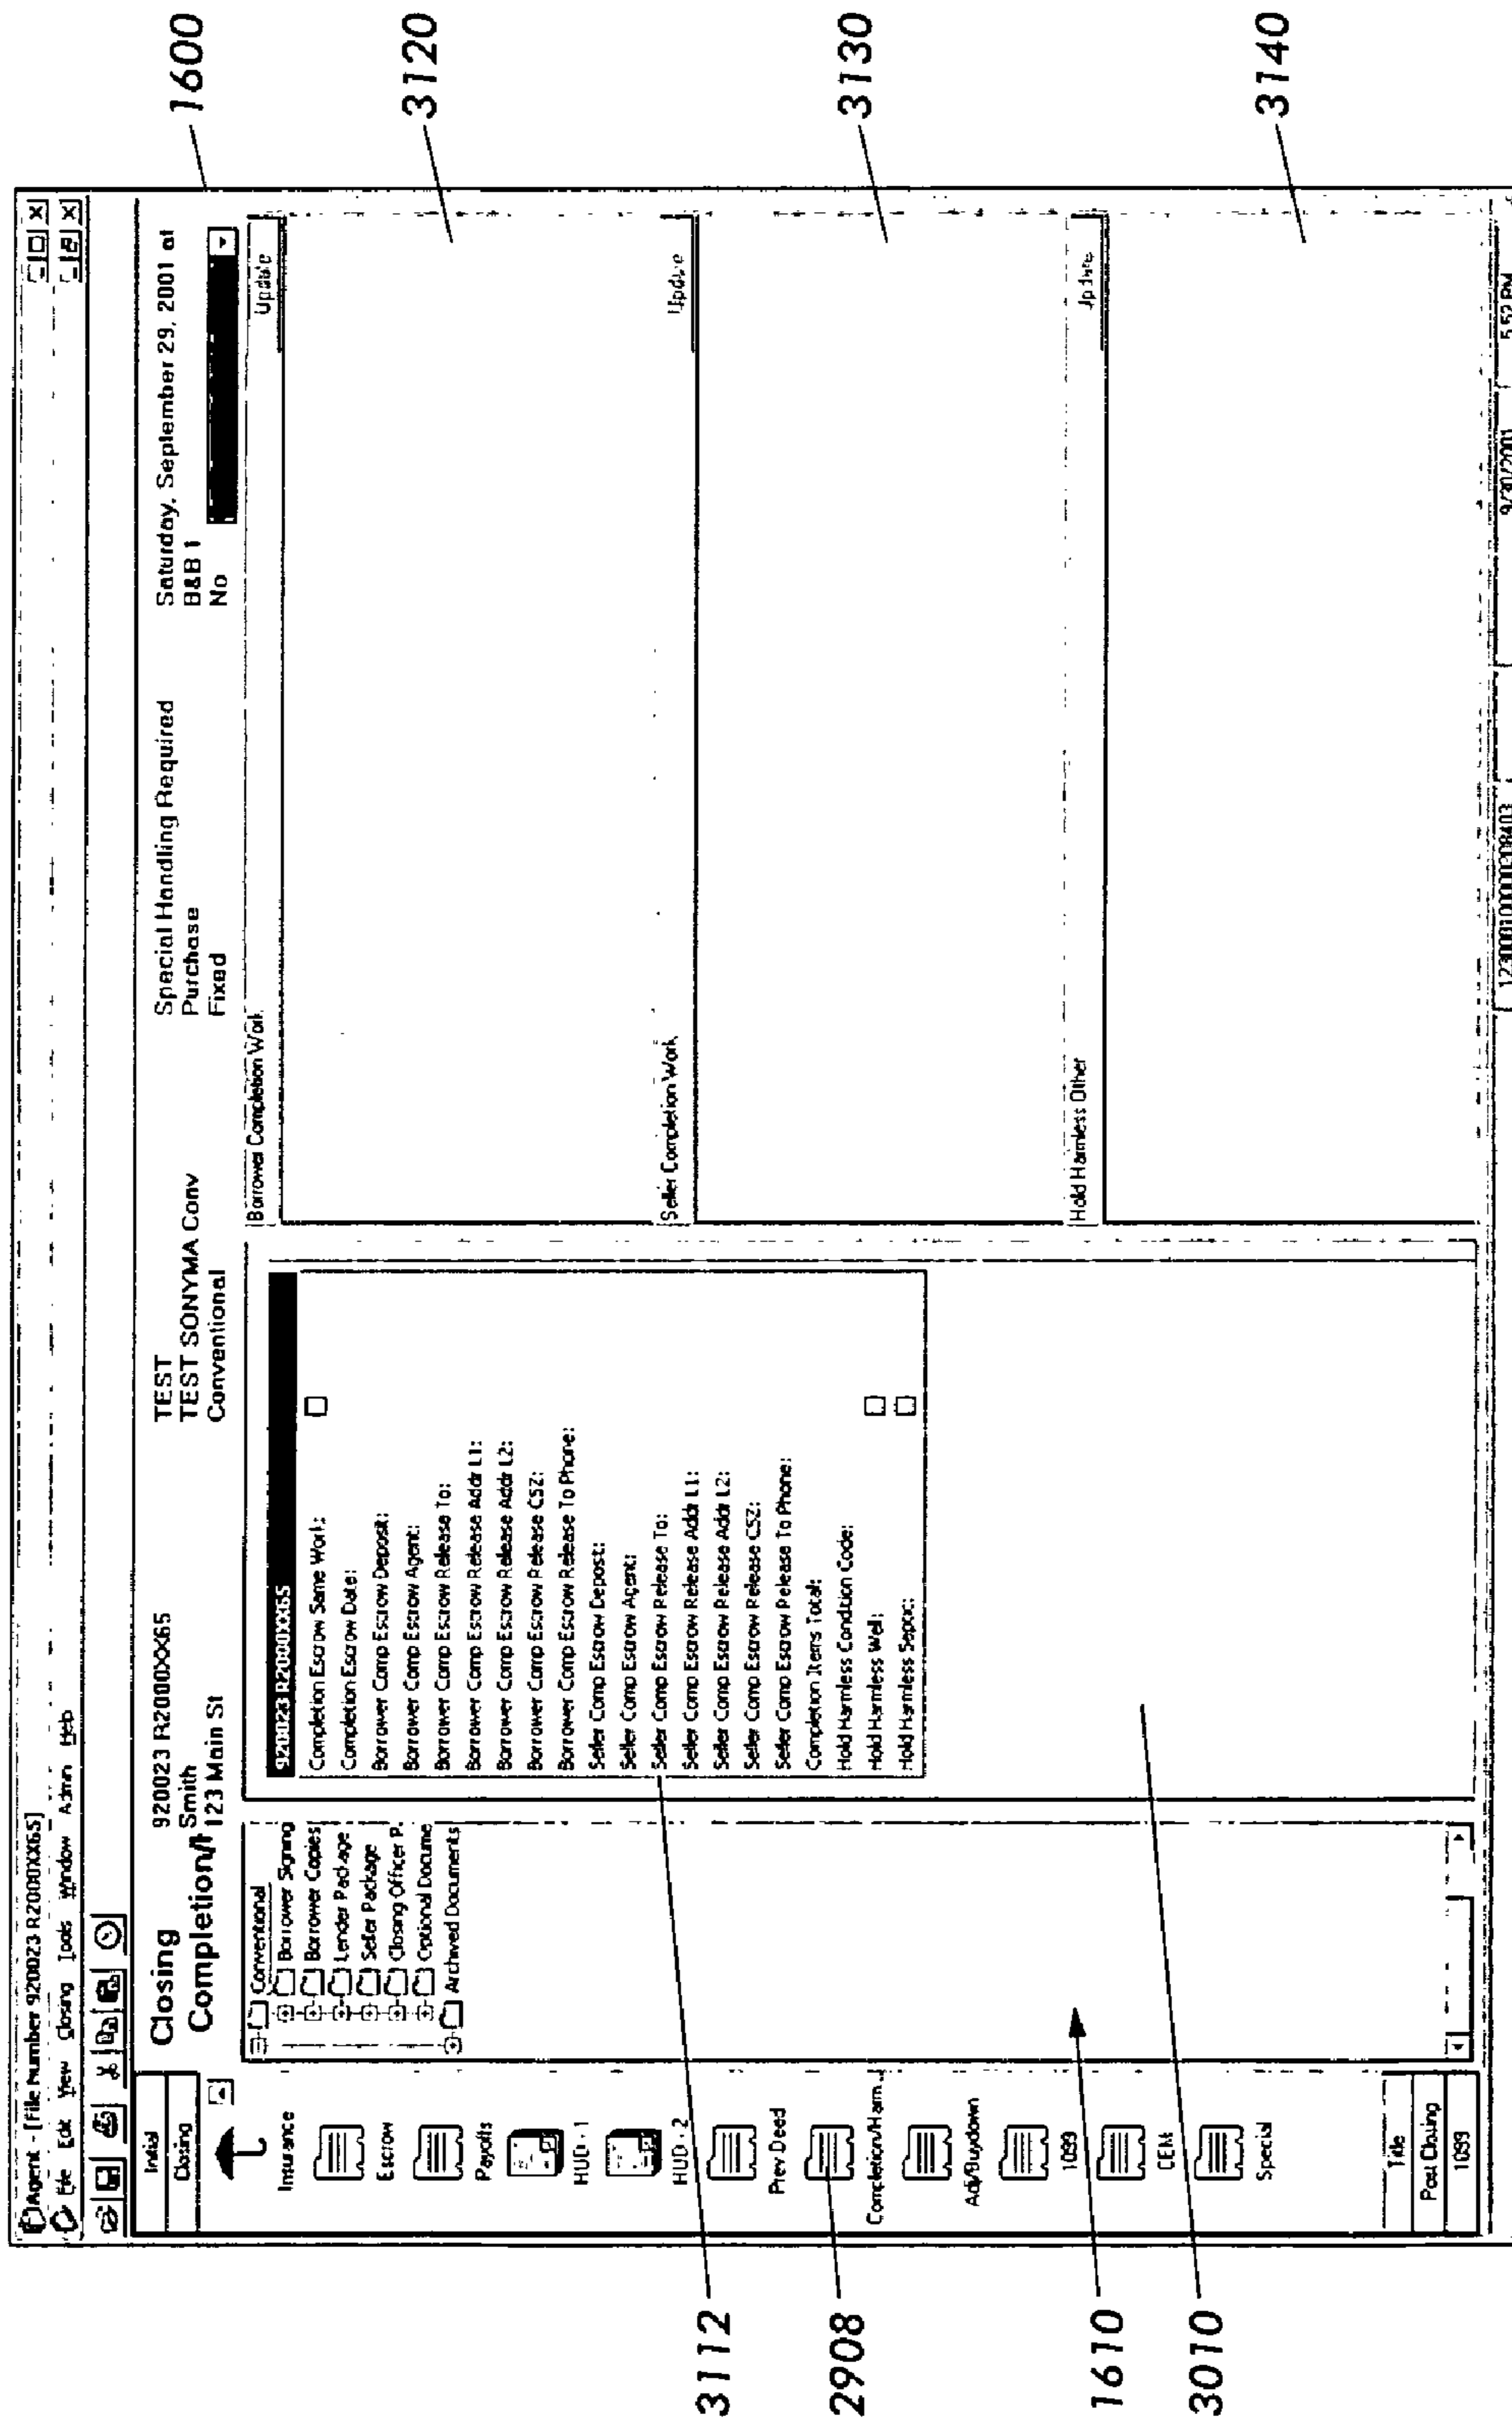 Agent - [File Number 920023 R2000XX65]
File Edit View Closing Tools Window Admin Help
Initial
Closing
Closing
Completion/H
920023 R2000XX65
Smith
123 Main St
TEST
TEST SONYMA Conv
Conventional
Special Handling Required
Purchase
Fixed
Saturday, September 29, 2001 at
B&B 1
No
1600
Insurance
Escrow
Payoffs
HUD - 1
HUD - 2
Prev Deed
Completion/Harm...
Adj/Buydown
1099
CEM
Special
Title
Post Closing
1099
Conventional
Borrower Signing
Borrower Copies
Lender Package
Seller Package
Closing Officer P.
Optional Docume
Archived Documents
920023 R2000XX65
Completion Escrow Same Work:
Completion Escrow Date:
Borrower Comp Escrow Deposit:
Borrower Comp Escrow Agent:
Borrower Comp Escrow Release To:
Borrower Comp Escrow Release Addr L1:
Borrower Comp Escrow Release Addr L2:
Borrower Comp Escrow Release CSZ:
Borrower Comp Escrow Release To Phone:
Seller Comp Escrow Depost:
Seller Comp Escrow Agent:
Seller Comp Escrow Release To:
Seller Comp Escrow Release Addr L1:
Seller Comp Escrow Release Addr L2:
Seller Comp Escrow Release CSZ:
Seller Comp Escrow Release To Phone:
Completion Items Total:
Hold Harmless Condition Code:
Hold Harmless Well:
Hold Harmless Septic:
Borrower Completion Work
Update
3120
Seller Completion Work
Update
3130
Hold Harmless Other
Update
3140
1230001000000208403
9/30/2001
5:52 PM
3112
2908
1610
3010